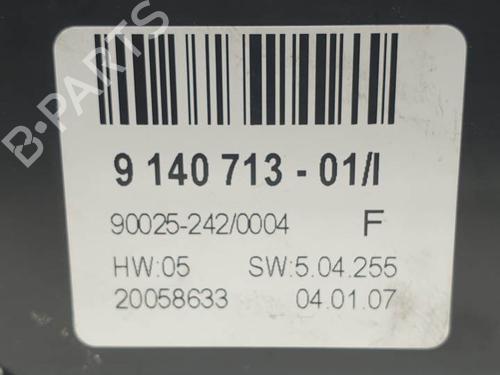 B-PARTS
9 140 713 - 01/I
90025-242/0004 F
HW:05 SW:5.04.255
20058633 04.01.07